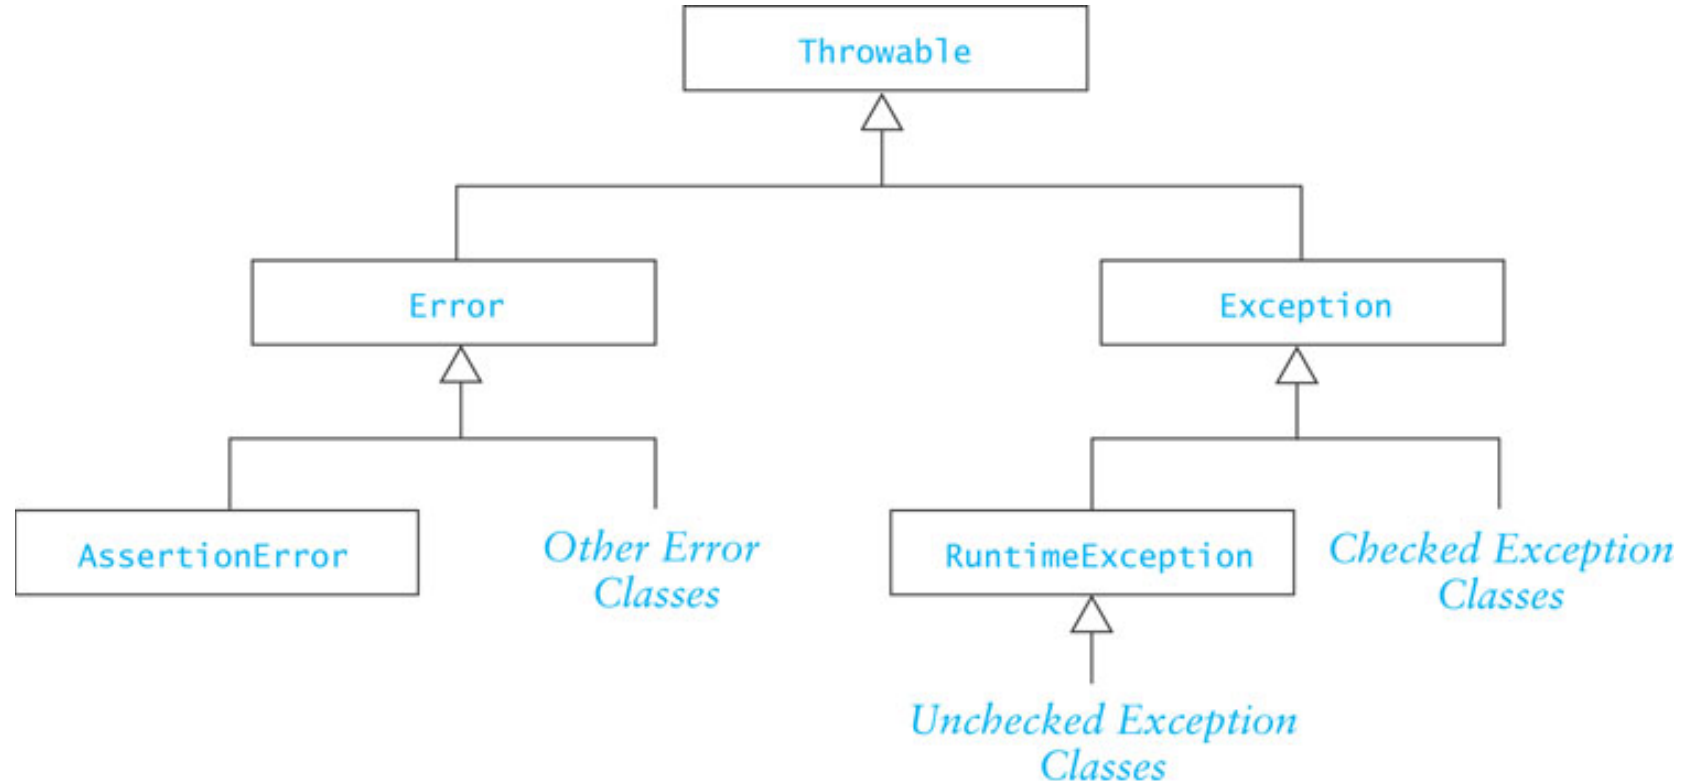 Throwable
Error
Exception
AssertionError
Other Error
Classes
RuntimeException
Checked Exception
Classes
Unchecked Exception
Classes